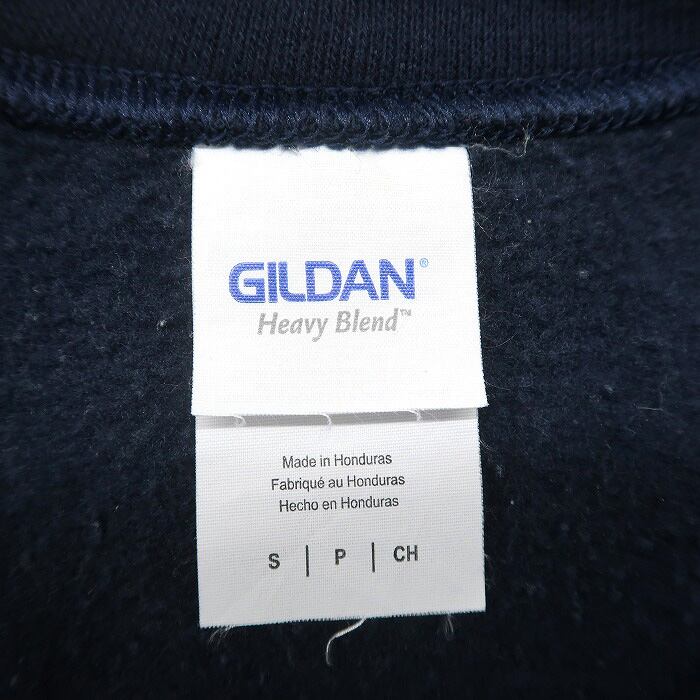 GILDAN®
Heavy Blend™
Made in Honduras
Fabriqué au Honduras
Hecho en Honduras
S | P | CH